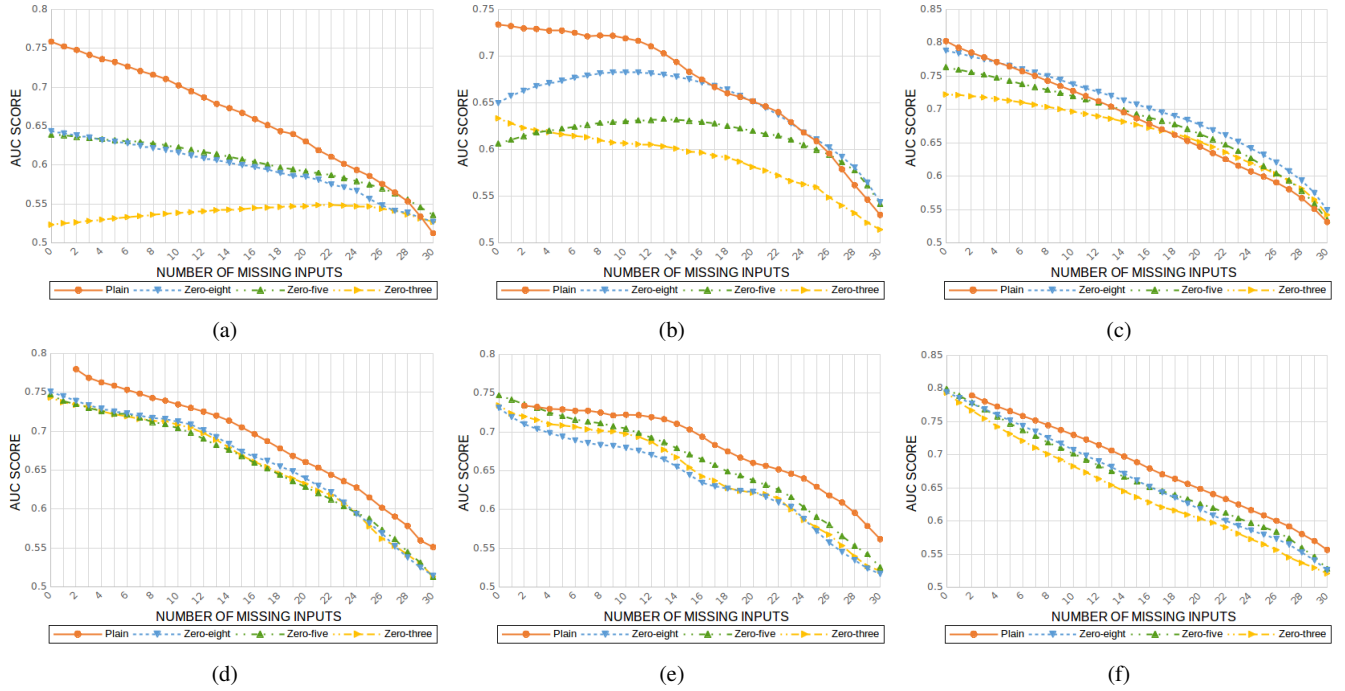 0.8
0.75
0.7
0.65
0.6
0.55
0.5
AUC SCORE
0 2 4 6 8 10 12 14 16 18 20 22 24 26 28 30
NUMBER OF MISSING INPUTS
Plain Zero-eight Zero-five Zero-three
(a)
0.75
0.7
0.65
0.6
0.55
0.5
AUC SCORE
0 2 4 6 8 10 12 14 16 18 20 22 24 26 28 30
NUMBER OF MISSING INPUTS
Plain Zero-eight Zero-five Zero-three
(b)
0.85
0.8
0.75
0.7
0.65
0.6
0.55
0.5
AUC SCORE
0 2 4 6 8 10 12 14 16 18 20 22 24 26 28 30
NUMBER OF MISSING INPUTS
Plain Zero-eight Zero-five Zero-three
(c)
0.8
0.75
0.7
0.65
0.6
0.55
0.5
AUC SCORE
0 2 4 6 8 10 12 14 16 18 20 22 24 26 28 30
NUMBER OF MISSING INPUTS
Plain Zero-eight Zero-five Zero-three
(d)
0.8
0.75
0.7
0.65
0.6
0.55
0.5
AUC SCORE
0 2 4 6 8 10 12 14 16 18 20 22 24 26 28 30
NUMBER OF MISSING INPUTS
Plain Zero-eight Zero-five Zero-three
(e)
0.85
0.8
0.75
0.7
0.65
0.6
0.55
0.5
AUC SCORE
0 2 4 6 8 10 12 14 16 18 20 22 24 26 28 30
NUMBER OF MISSING INPUTS
Plain Zero-eight Zero-five Zero-three
(f)